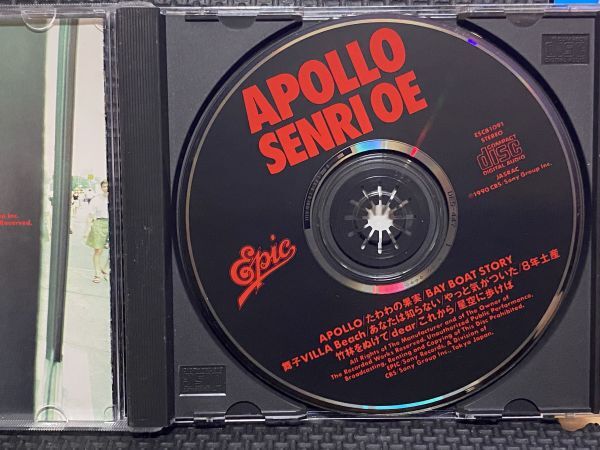 APOLLO
SENRI OE
ESCB1091
STEREO
COMPACT
disc
DIGITAL AUDIO
JASRAC
℗1990 CBS/Sony Group Inc.
Epic
APOLLO/たわわの果実/BAY BOAT STORY
舞子VILLA Beach/あなたは知らない/やっと気がついた/8年土産
竹林をぬけて/dear/これから/星空に歩けば
All Rights of The Manufacturer and of The Owner of
The Recorded Works Reserved. Unauthorized Public Performance,
Broadcasting, Renting and Copying of This Disc Prohibited.
EPIC/Sony Records, A Division of
CBS/Sony Group Inc. Tokyo Japan.
Inc.
Reserved.